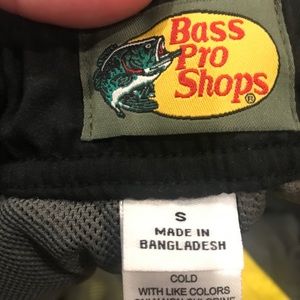 Bass
Pro
Shops®
S
MADE IN
BANGLADESH
COLD
WITH LIKE COLORS